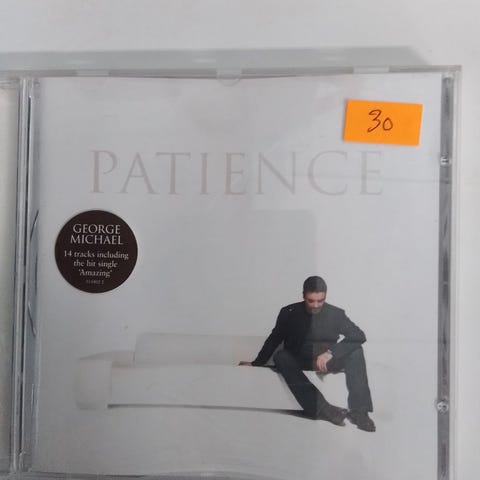 30
PATIENCE
GEORGE
MICHAEL
14 tracks including
the hit single
'Amazing'